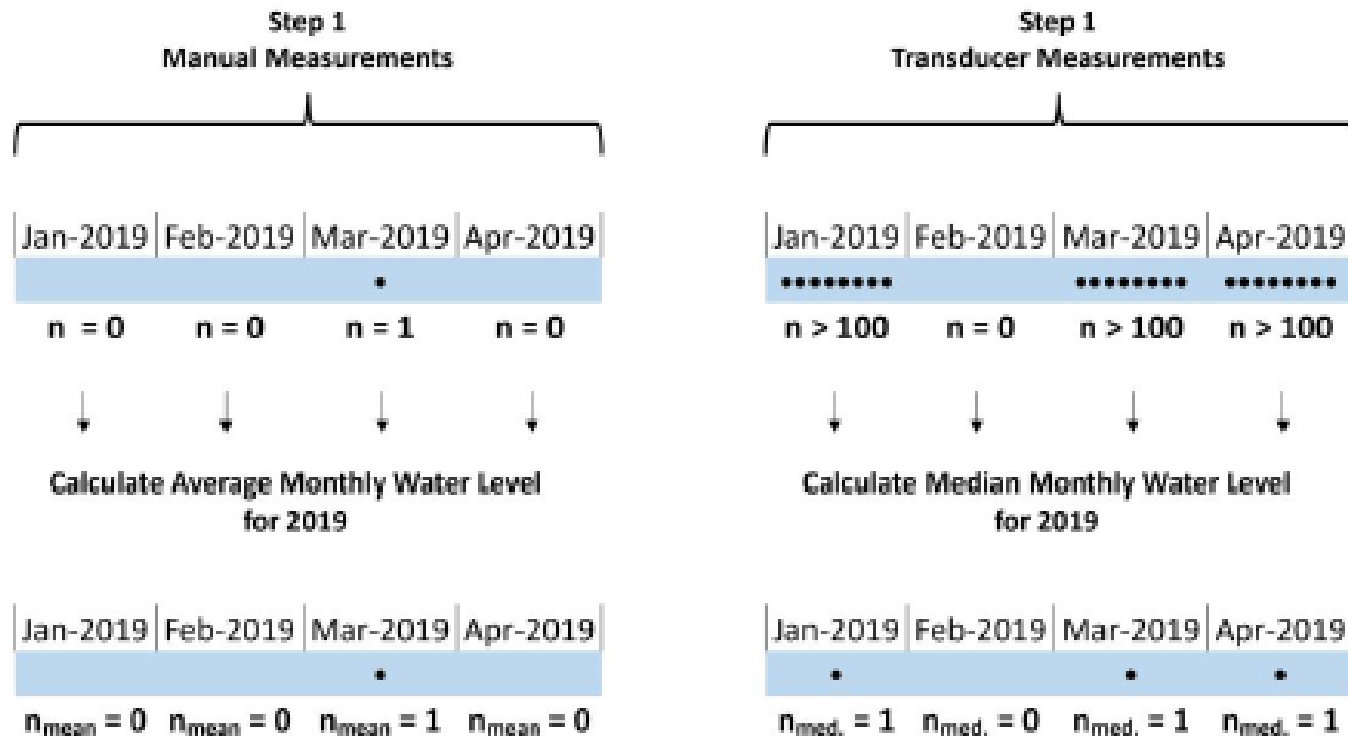 Step 1
Manual Measurements
Jan-2019 Feb-2019 Mar-2019 Apr-2019
n = 0 n = 0 n = 1 n = 0
Calculate Average Monthly Water Level
for 2019
Jan-2019 Feb-2019 Mar-2019 Apr-2019
nmean = 0 nmean = 0 nmean = 1 nmean = 0
Step 1
Transducer Measurements
Jan-2019 Feb-2019 Mar-2019 Apr-2019
n > 100 n = 0 n > 100 n > 100
Calculate Median Monthly Water Level
for 2019
Jan-2019 Feb-2019 Mar-2019 Apr-2019
nmed. = 1 nmed. = 0 nmed. = 1 nmed. = 1